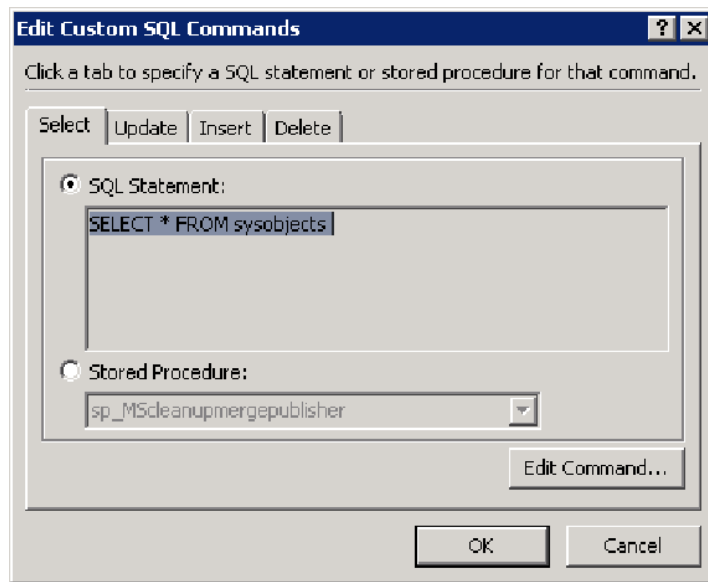 Edit Custom SQL Commands
Click a tab to specify a SQL statement or stored procedure for that command.
Select Update Insert Delete
SQL Statement:
SELECT * FROM sysobjects
Stored Procedure:
sp_MScleanupmergepublisher
Edit Command...
OK Cancel